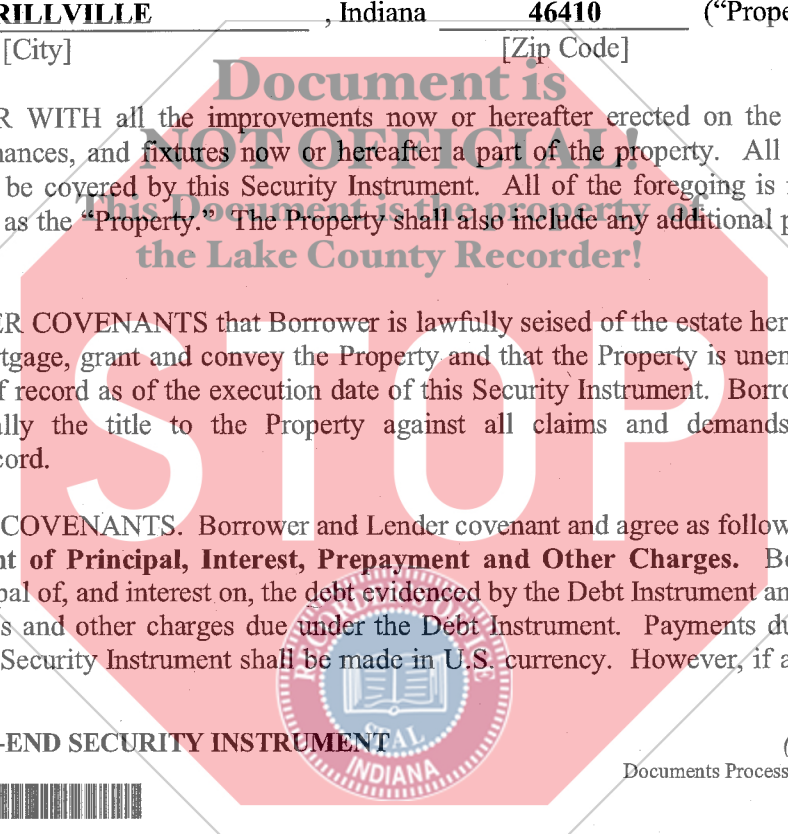 RILLVILLE , Indiana 46410 (“Prope
[City] [Zip Code]
Document is
R WITH all the improvements now or hereafter erected on the
NOT OFFICIAL!
nances, and fixtures now or hereafter a part of the property. All
be covered by this Security Instrument. All of the foregoing is
This Document is the property of
as the “Property.” The Property shall also include any additional p
the Lake County Recorder!
ER COVENANTS that Borrower is lawfully seised of the estate her
rtgage, grant and convey the Property and that the Property is unen
f record as of the execution date of this Security Instrument. Borro
ally the title to the Property against all claims and demands
cord.
STOP
COVENANTS. Borrower and Lender covenant and agree as follow
nt of Principal, Interest, Prepayment and Other Charges. Bo
pal of, and interest on, the debt evidenced by the Debt Instrument an
s and other charges due under the Debt Instrument. Payments du
Security Instrument shall be made in U.S. currency. However, if a
RECORDER'S OFFICE
SEAL
INDIANA
-END SECURITY INSTRUMENT
(
Documents Process